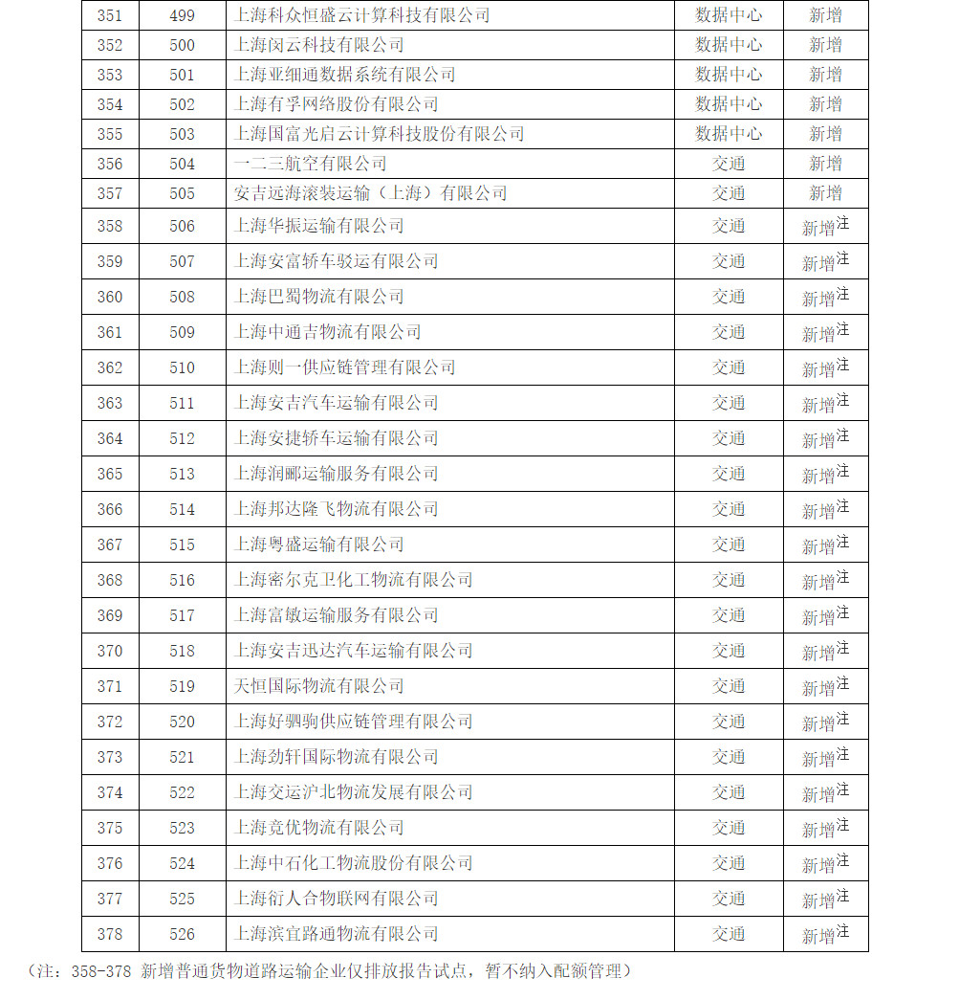 351 499 上海科众恒盛云计算科技有限公司 数据中心 新增
352 500 上海闵云科技有限公司 数据中心 新增
353 501 上海亚细通数据系统有限公司 数据中心 新增
354 502 上海有孚网络股份有限公司 数据中心 新增
355 503 上海国富光启云计算科技股份有限公司 数据中心 新增
356 504 一二三航空有限公司 交通 新增
357 505 安吉远海滚装运输（上海）有限公司 交通 新增
358 506 上海华振运输有限公司 交通 新增注
359 507 上海安富轿车驳运有限公司 交通 新增注
360 508 上海巴蜀物流有限公司 交通 新增注
361 509 上海中通吉物流有限公司 交通 新增注
362 510 上海则一供应链管理有限公司 交通 新增注
363 511 上海安吉汽车运输有限公司 交通 新增注
364 512 上海安捷轿车运输有限公司 交通 新增注
365 513 上海润郦运输服务有限公司 交通 新增注
366 514 上海邦达隆飞物流有限公司 交通 新增注
367 515 上海粤盛运输有限公司 交通 新增注
368 516 上海密尔克卫化工物流有限公司 交通 新增注
369 517 上海富敏运输服务有限公司 交通 新增注
370 518 上海安吉迅达汽车运输有限公司 交通 新增注
371 519 天恒国际物流有限公司 交通 新增注
372 520 上海好驷驹供应链管理有限公司 交通 新增注
373 521 上海劲轩国际物流有限公司 交通 新增注
374 522 上海交运沪北物流发展有限公司 交通 新增注
375 523 上海竞优物流有限公司 交通 新增注
376 524 上海中石化工物流股份有限公司 交通 新增注
377 525 上海衍人合物联网有限公司 交通 新增注
378 526 上海滨宜路通物流有限公司 交通 新增注
（注：358-378 新增普通货物道路运输企业仅排放报告试点，暂不纳入配额管理）